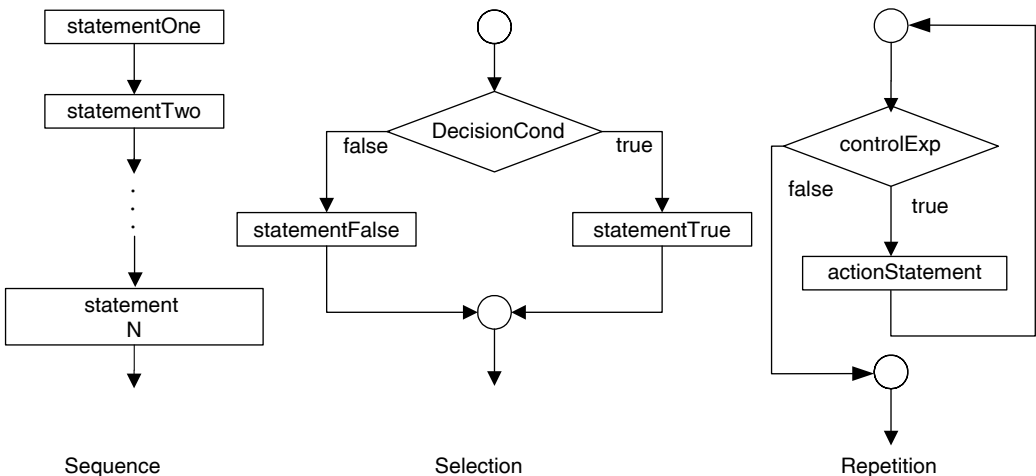 statementOne
statementTwo
statement
N
Sequence
DecisionCond
false
true
statementFalse
statementTrue
Selection
controlExp
false
true
actionStatement
Repetition